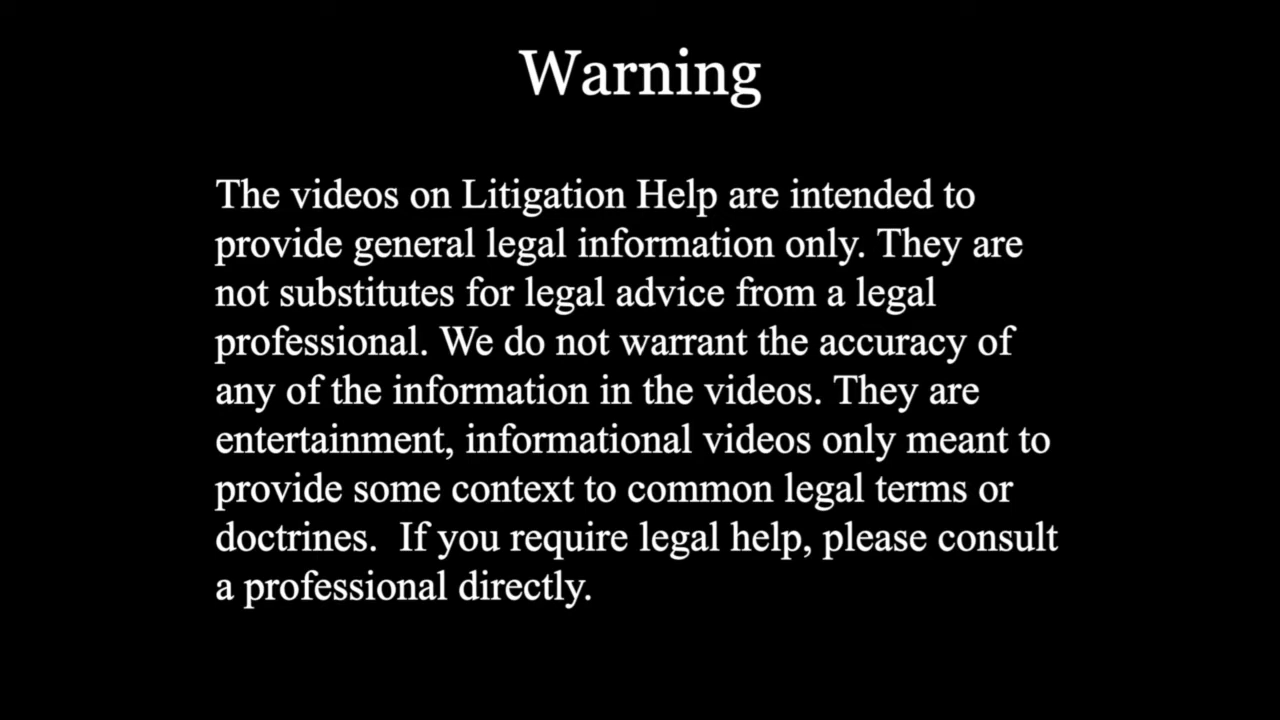 Warning
The videos on Litigation Help are intended to
provide general legal information only. They are
not substitutes for legal advice from a legal
professional. We do not warrant the accuracy of
any of the information in the videos. They are
entertainment, informational videos only meant to
provide some context to common legal terms or
doctrines.  If you require legal help, please consult
a professional directly.